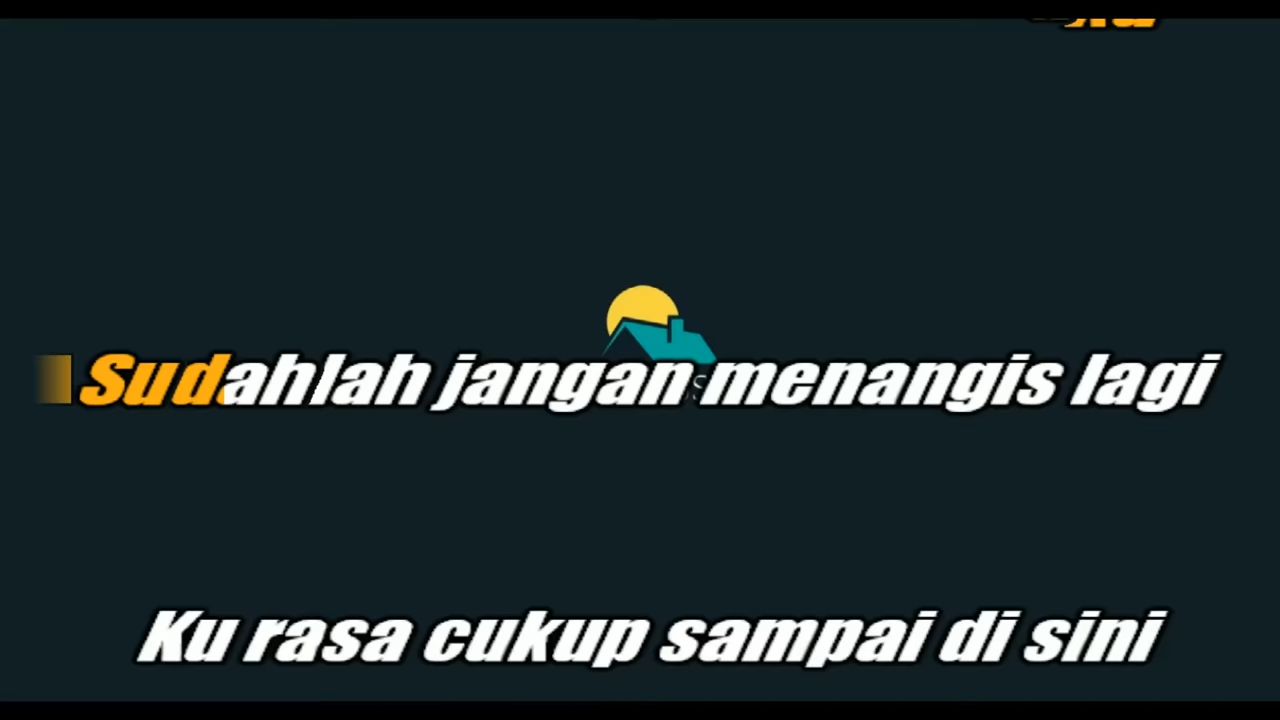 Sudahlah jangan menangis lagi
Ku rasa cukup sampai di sini